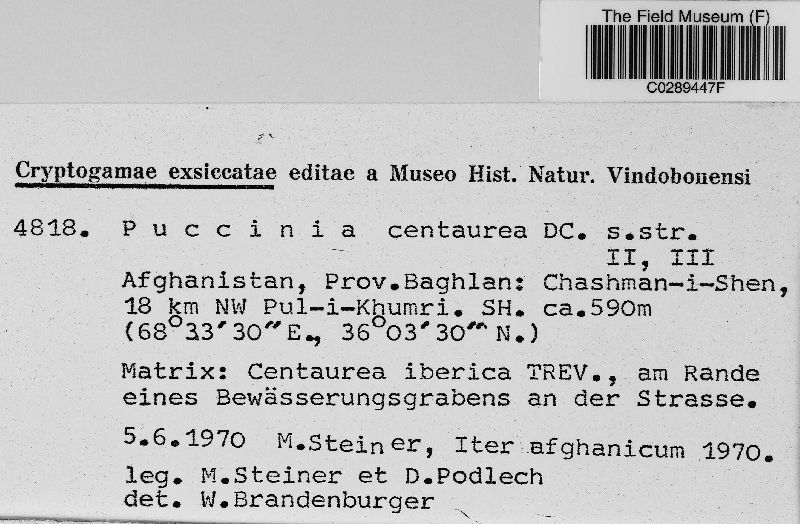 The Field Museum (F)
C0289447F
Cryptogamae exsiccatae editae a Museo Hist. Natur. Vindobonensi
4818. Puccinia centaurea DC. s.str.
II, III
Afghanistan, Prov.Baghlan: Chashman-i-Shen,
18 km NW Pul-i-Khumri. SH. ca.590m
(68°33′30″E., 36°03′30″ N.)
Matrix: Centaurea iberica TREV., am Rande
eines Bewässerungsgrabens an der Strasse.
5.6.1970 M.Steiner, Iter afghanicum 1970.
leg. M.Steiner et D.Podlech
det. W.Brandenburger